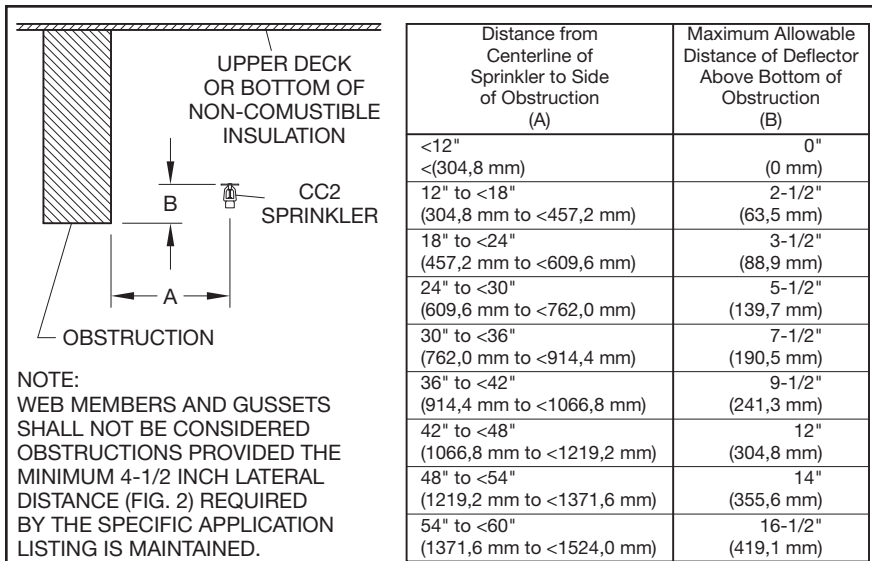 UPPER DECK
OR BOTTOM OF
NON-COMUSTIBLE
INSULATION
B
CC2
SPRINKLER
A
OBSTRUCTION
NOTE:
WEB MEMBERS AND GUSSETS
SHALL NOT BE CONSIDERED
OBSTRUCTIONS PROVIDED THE
MINIMUM 4-1/2 INCH LATERAL
DISTANCE (FIG. 2) REQUIRED
BY THE SPECIFIC APPLICATION
LISTING IS MAINTAINED.
Distance from
Centerline of
Sprinkler to Side
of Obstruction
(A)
Maximum Allowable
Distance of Deflector
Above Bottom of
Obstruction
(B)
<12" 0"
<(304,8 mm) (0 mm)
12" to <18" 2-1/2"
(304,8 mm to <457,2 mm) (63,5 mm)
18" to <24" 3-1/2"
(457,2 mm to <609,6 mm) (88,9 mm)
24" to <30" 5-1/2"
(609,6 mm to <762,0 mm) (139,7 mm)
30" to <36" 7-1/2"
(762,0 mm to <914,4 mm) (190,5 mm)
36" to <42" 9-1/2"
(914,4 mm to <1066,8 mm) (241,3 mm)
42" to <48" 12"
(1066,8 mm to <1219,2 mm) (304,8 mm)
48" to <54" 14"
(1219,2 mm to <1371,6 mm) (355,6 mm)
54" to <60" 16-1/2"
(1371,6 mm to <1524,0 mm) (419,1 mm)